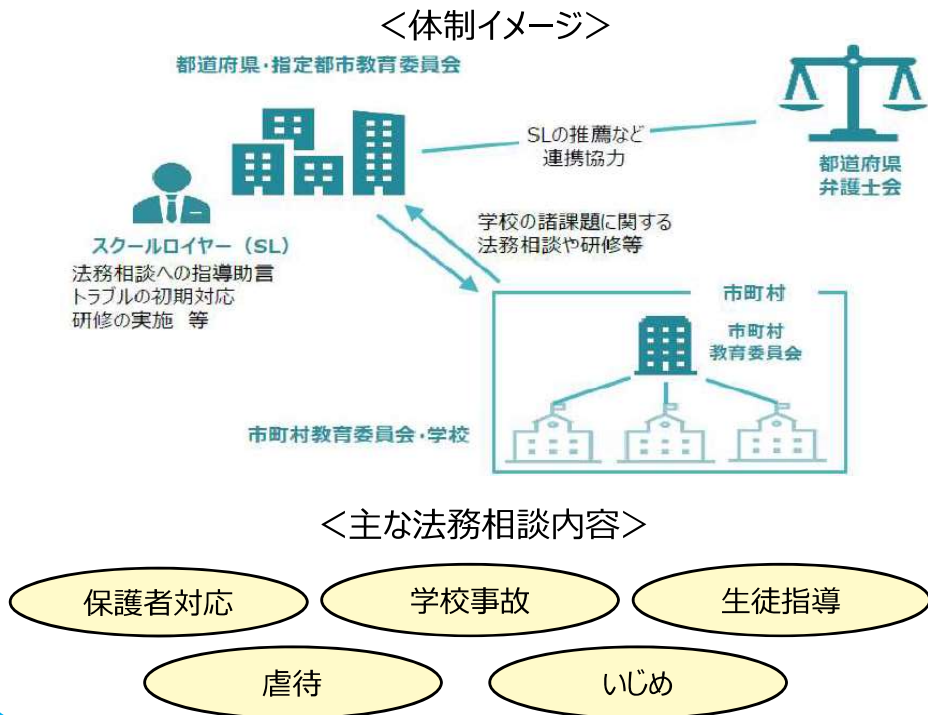 ＜体制イメージ＞
都道府県・指定都市教育委員会
SLの推薦など
連携協力
都道府県
弁護士会
スクールロイヤー（SL）
法務相談への指導助言
トラブルの初期対応
研修の実施 等
学校の諸課題に関する
法務相談や研修等
市町村
市町村
教育委員会
市町村教育委員会・学校
＜主な法務相談内容＞
保護者対応
学校事故
生徒指導
虐待
いじめ